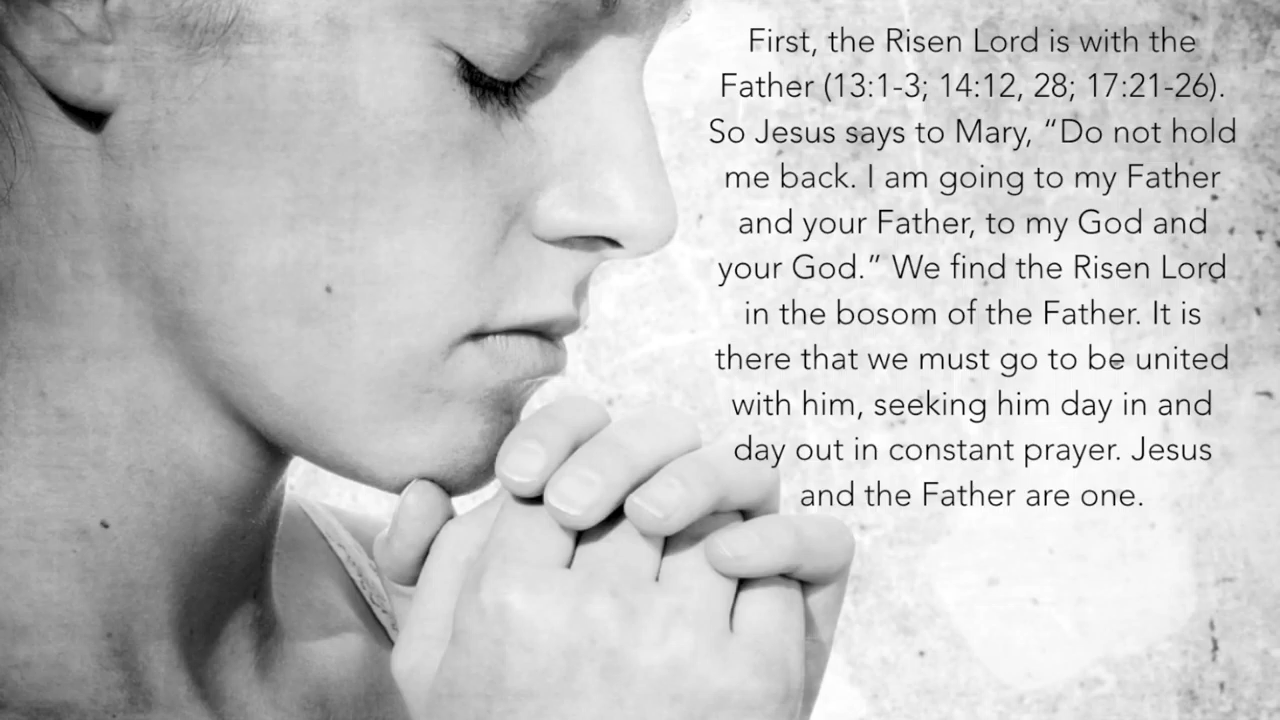 First, the Risen Lord is with the
Father (13:1-3; 14:12, 28; 17:21-26).
So Jesus says to Mary, “Do not hold
me back. I am going to my Father
and your Father, to my God and
your God.” We find the Risen Lord
in the bosom of the Father. It is
there that we must go to be united
with him, seeking him day in and
day out in constant prayer. Jesus
and the Father are one.